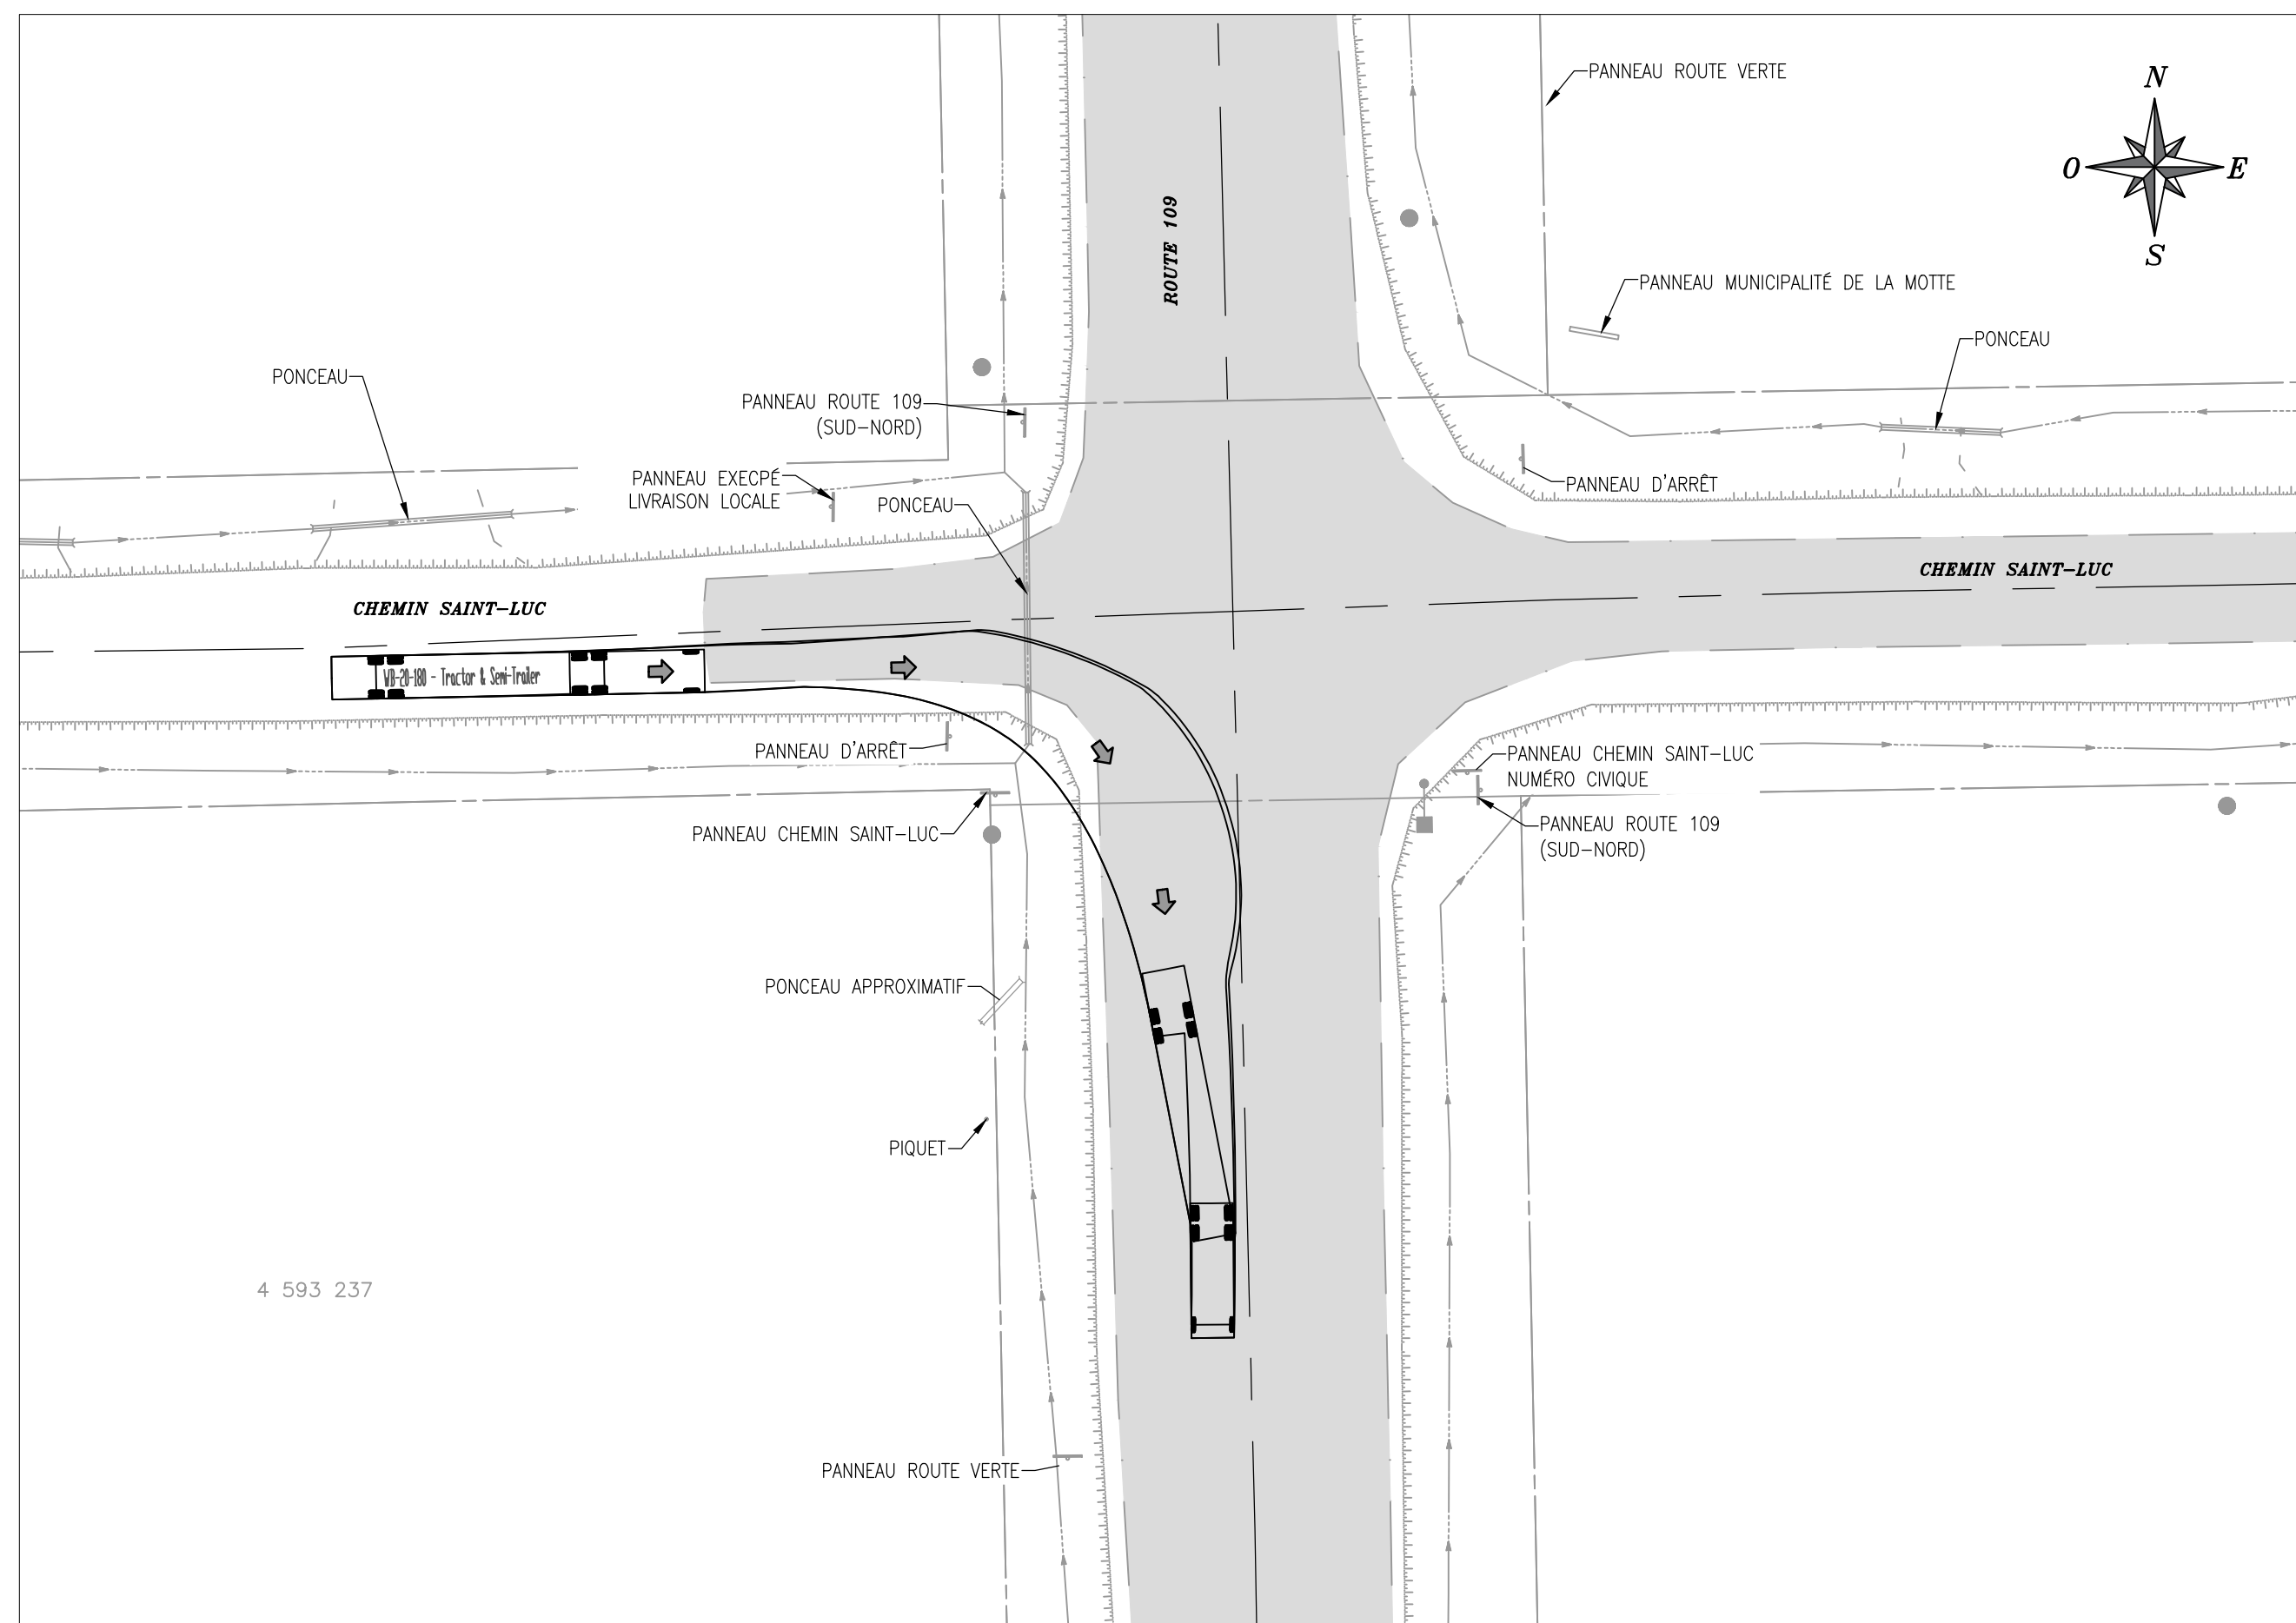 PANNEAU ROUTE VERTE
N
O
E
S
ROUTE 109
PANNEAU MUNICIPALITÉ DE LA MOTTE
PONCEAU
PONCEAU
PANNEAU ROUTE 109
(SUD-NORD)
PANNEAU EXECPÉ
LIVRAISON LOCALE
PONCEAU
PANNEAU D'ARRÊT
CHEMIN SAINT-LUC
CHEMIN SAINT-LUC
WB-20-180 - Tractor & Semi-Trailer
PANNEAU D'ARRÊT
PANNEAU CHEMIN SAINT-LUC
NUMÉRO CIVIQUE
PANNEAU CHEMIN SAINT-LUC
PANNEAU ROUTE 109
(SUD-NORD)
PONCEAU APPROXIMATIF
PIQUET
4 593 237
PANNEAU ROUTE VERTE